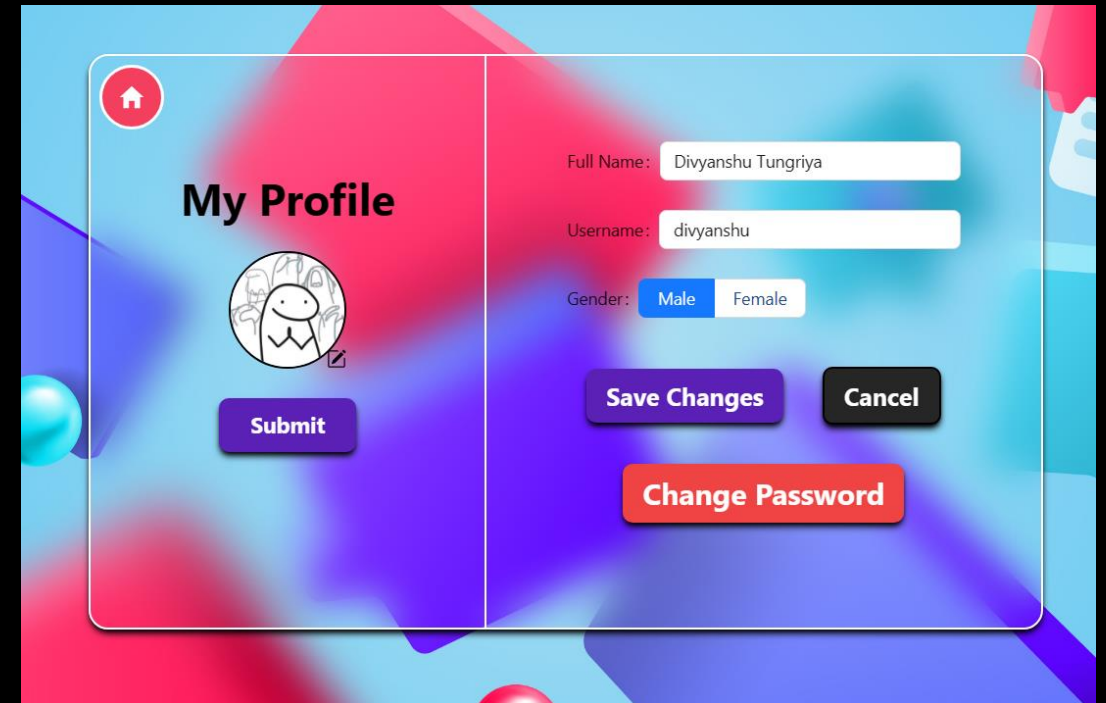 My Profile
Submit
Full Name: Divyanshu Tungriya
Username: divyanshu
Gender: Male Female
Save Changes Cancel
Change Password